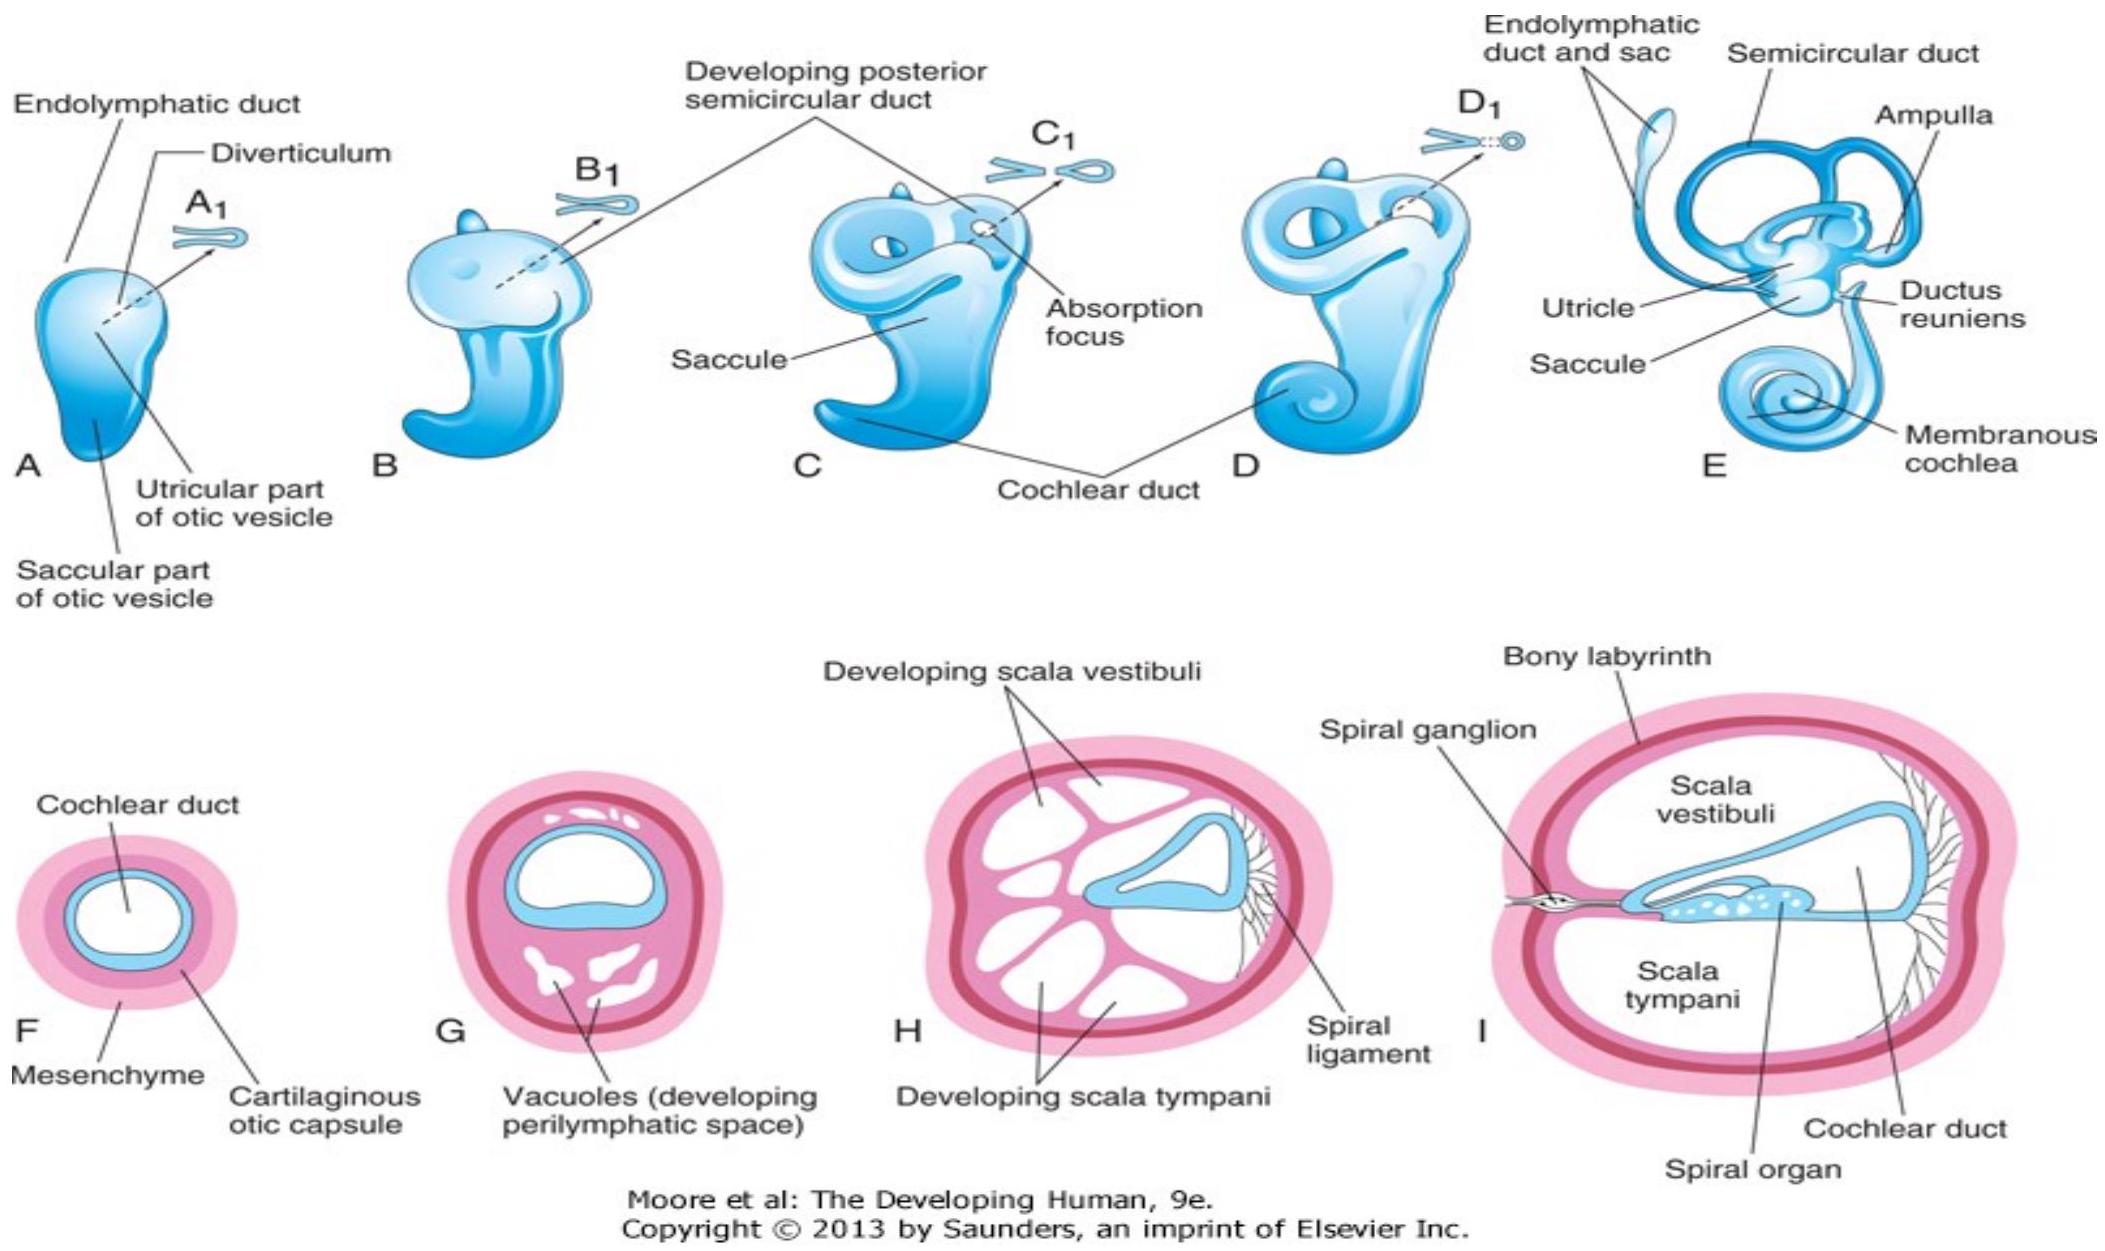 Endolymphatic duct
Diverticulum
A1
A
Utricular part
of otic vesicle
Saccular part
of otic vesicle
B1
B
Developing posterior
semicircular duct
C1
Absorption
focus
Saccule
C
Cochlear duct
D1
D
Endolymphatic
duct and sac
Semicircular duct
Ampulla
Utricle
Ductus
reuniens
Saccule
Membranous
cochlea
E
Cochlear duct
F
Mesenchyme
Cartilaginous
otic capsule
G
Vacuoles (developing
perilymphatic space)
Developing scala vestibuli
H
Spiral
ligament
Developing scala tympani
Bony labyrinth
Spiral ganglion
Scala
vestibuli
Scala
tympani
I
Cochlear duct
Spiral organ
Moore et al: The Developing Human, 9e.
Copyright © 2013 by Saunders, an imprint of Elsevier Inc.